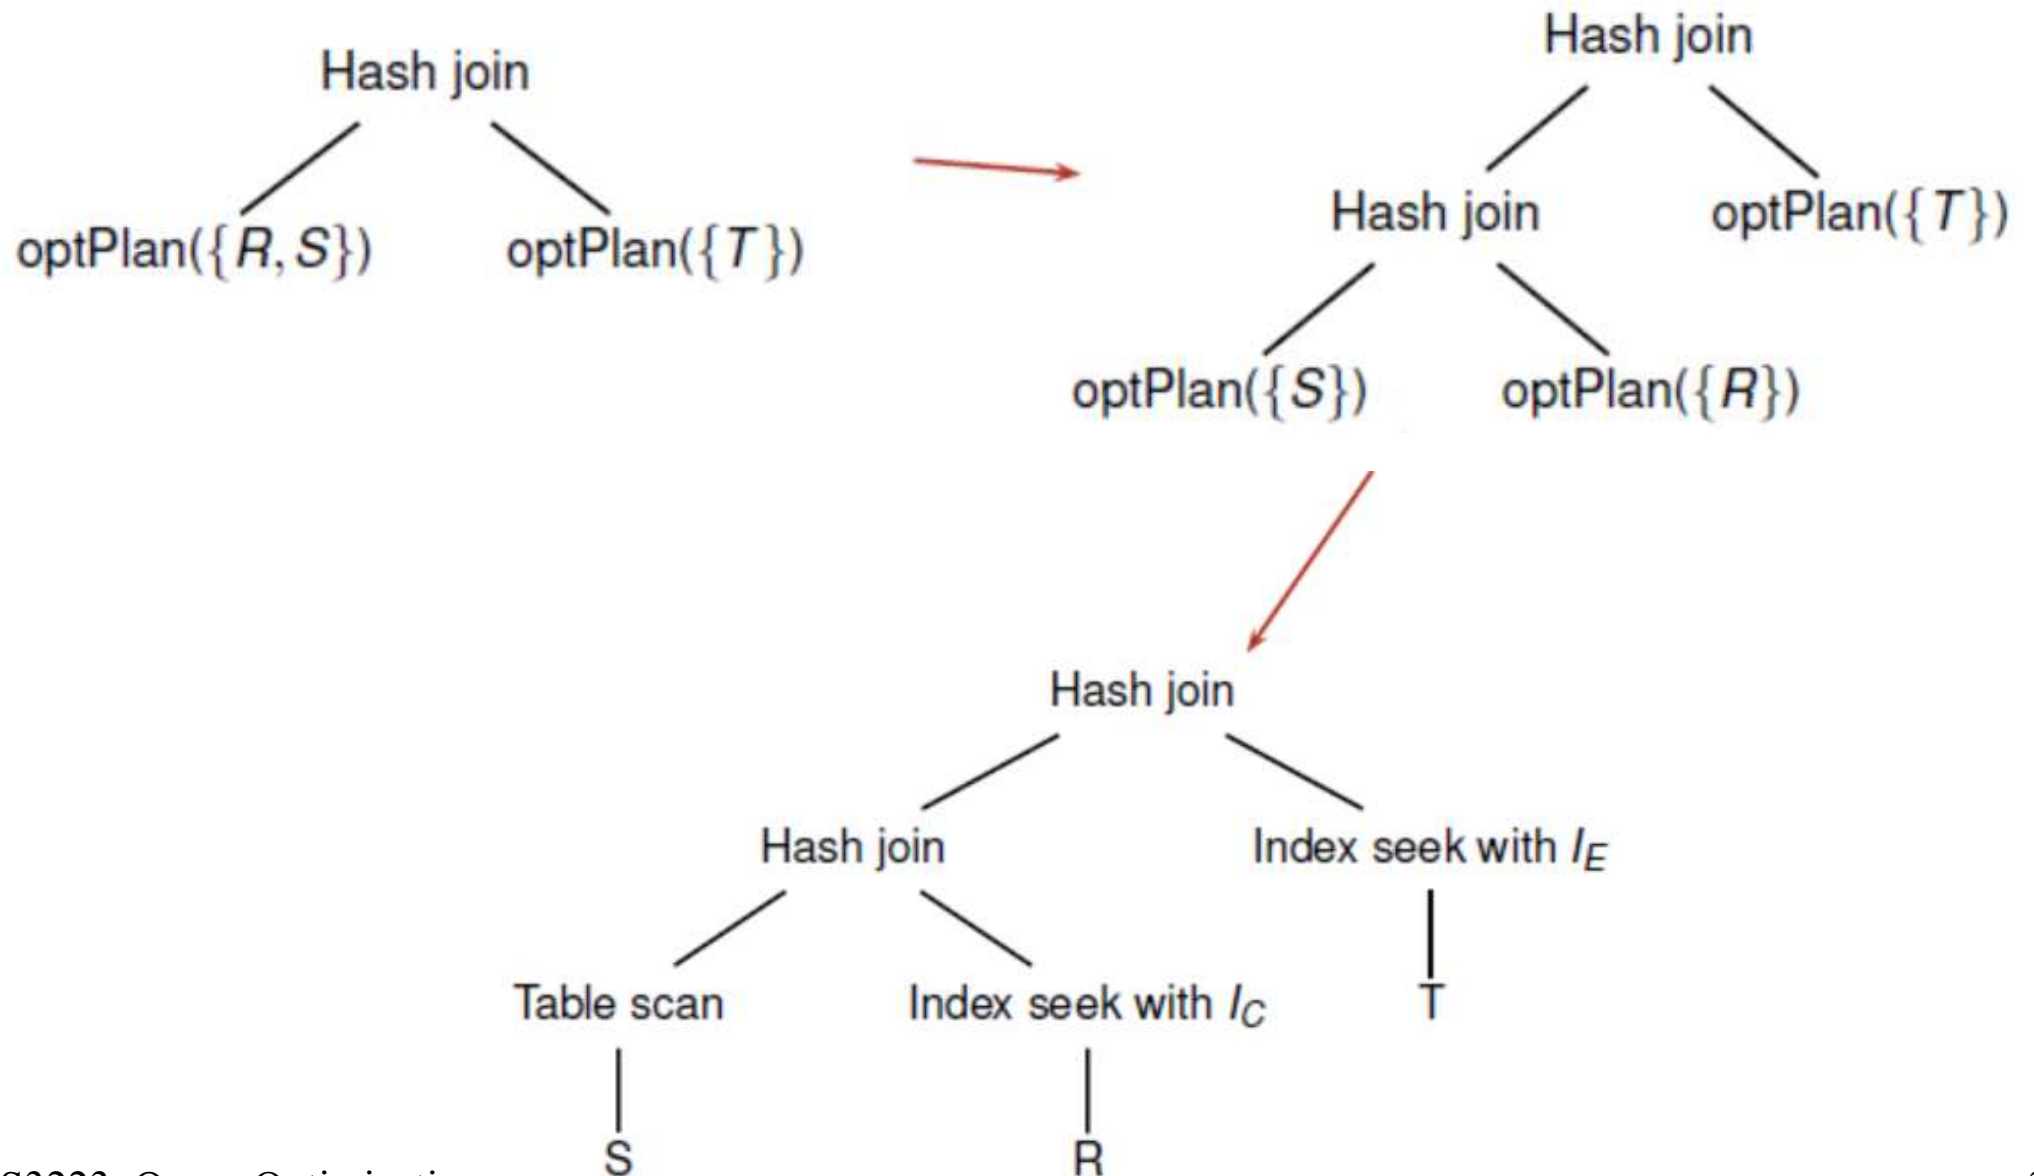 Hash join
optPlan({R, S})
optPlan({T})
Hash join
Hash join
optPlan({T})
optPlan({S})
optPlan({R})
Hash join
Hash join
Index seek with I_E
Table scan
Index seek with I_C
T
S
R